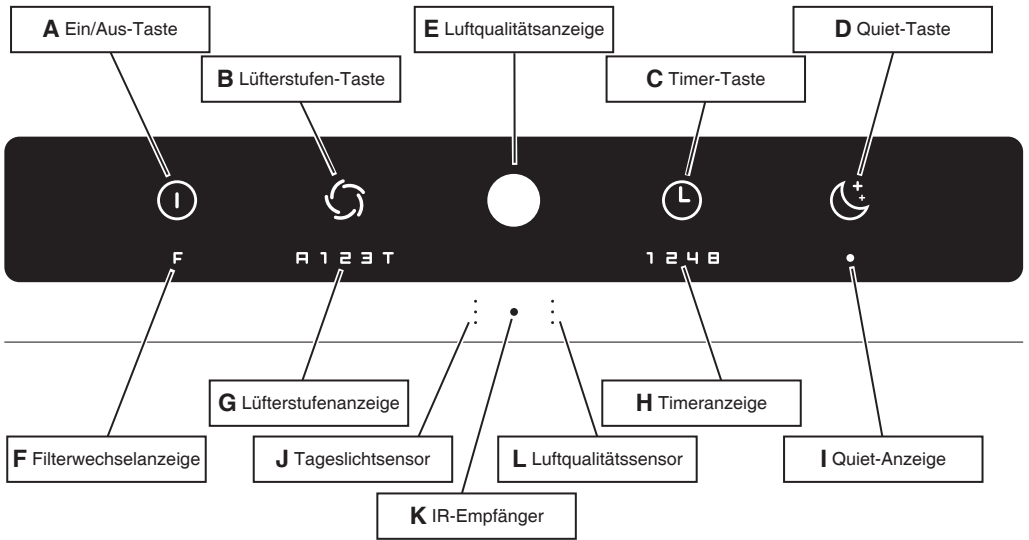 A Ein/Aus-Taste
E Luftqualitätsanzeige
D Quiet-Taste
B Lüfterstufen-Taste
C Timer-Taste
F
A 1 2 3 T
1 2 4 8
G Lüfterstufenanzeige
H Timeranzeige
F Filterwechselanzeige
J Tageslichtsensor
L Luftqualitätssensor
I Quiet-Anzeige
K IR-Empfänger